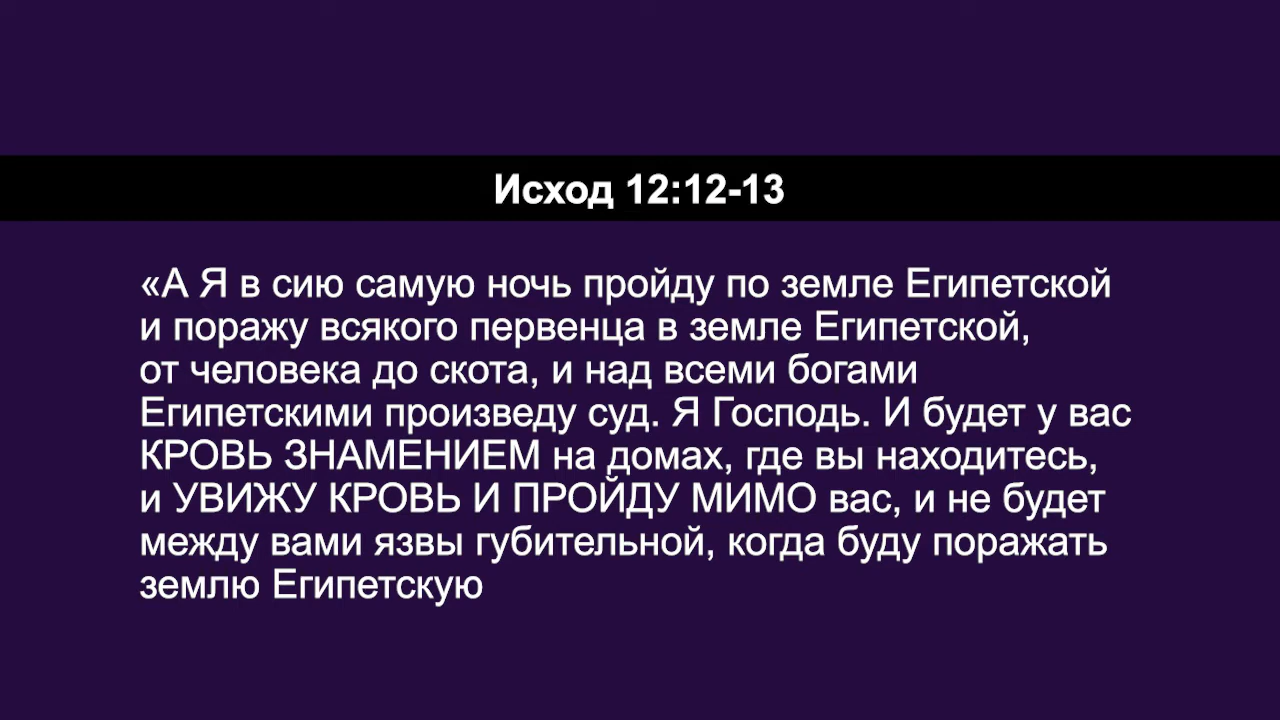 Исход 12:12-13
«А Я в сию самую ночь пройду по земле Египетской
и поражу всякого первенца в земле Египетской,
от человека до скота, и над всеми богами
Египетскими произведу суд. Я Господь. И будет у вас
КРОВЬ ЗНАМЕНИЕМ на домах, где вы находитесь,
и УВИЖУ КРОВЬ И ПРОЙДУ МИМО вас, и не будет
между вами язвы губительной, когда буду поражать
землю Египетскую